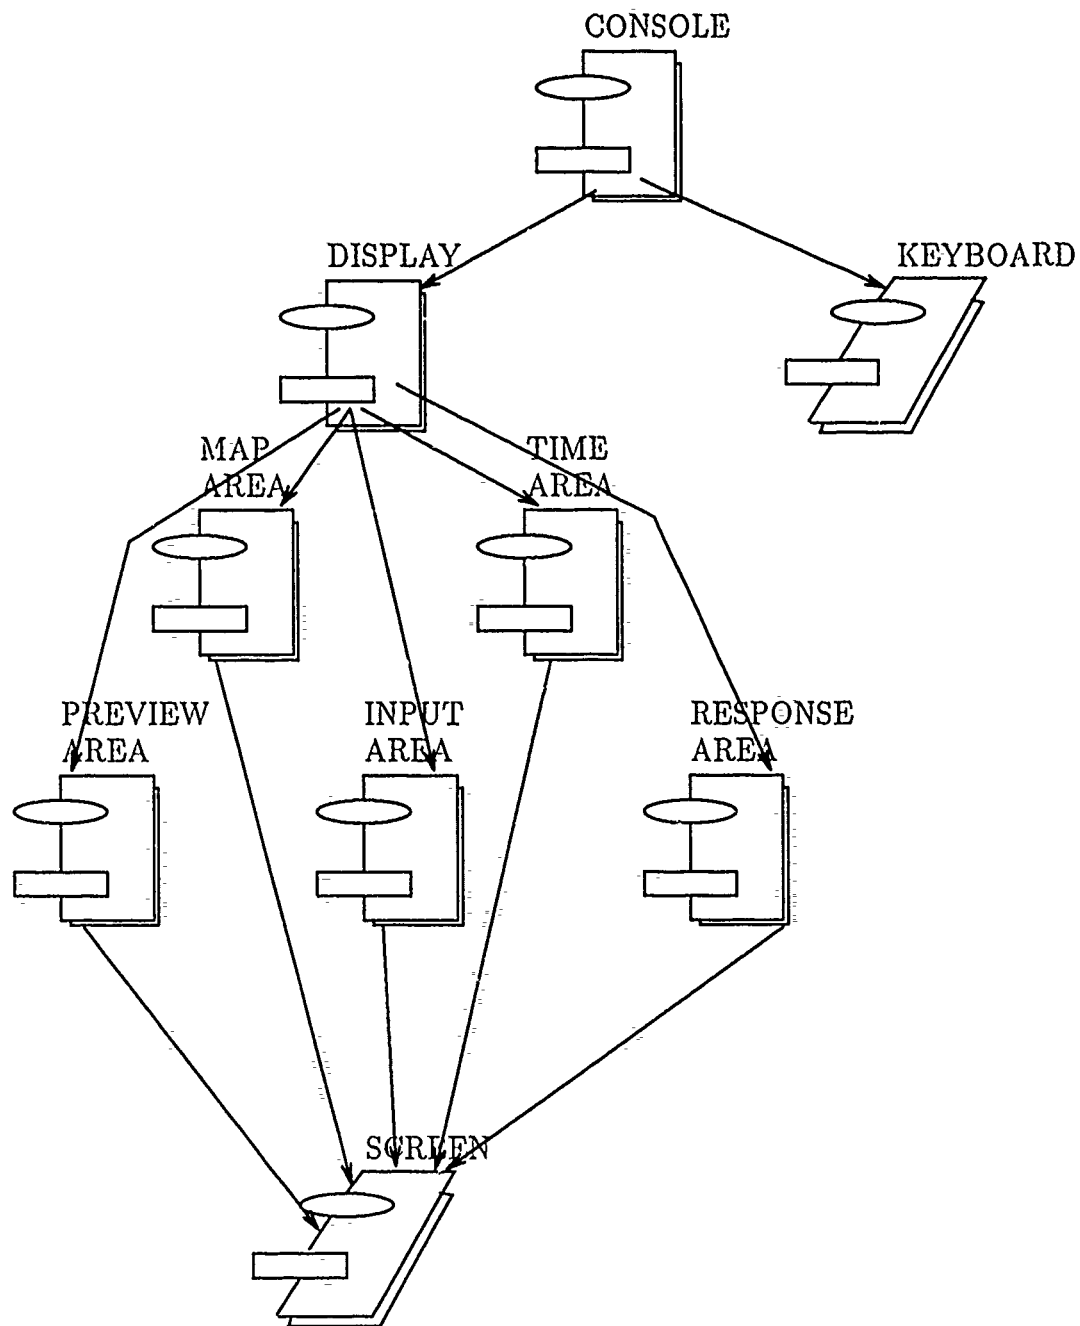 CONSOLE
DISPLAY
KEYBOARD
MAP
AREA
TIME
AREA
PREVIEW
AREA
INPUT
AREA
RESPONSE
AREA
SCREEN